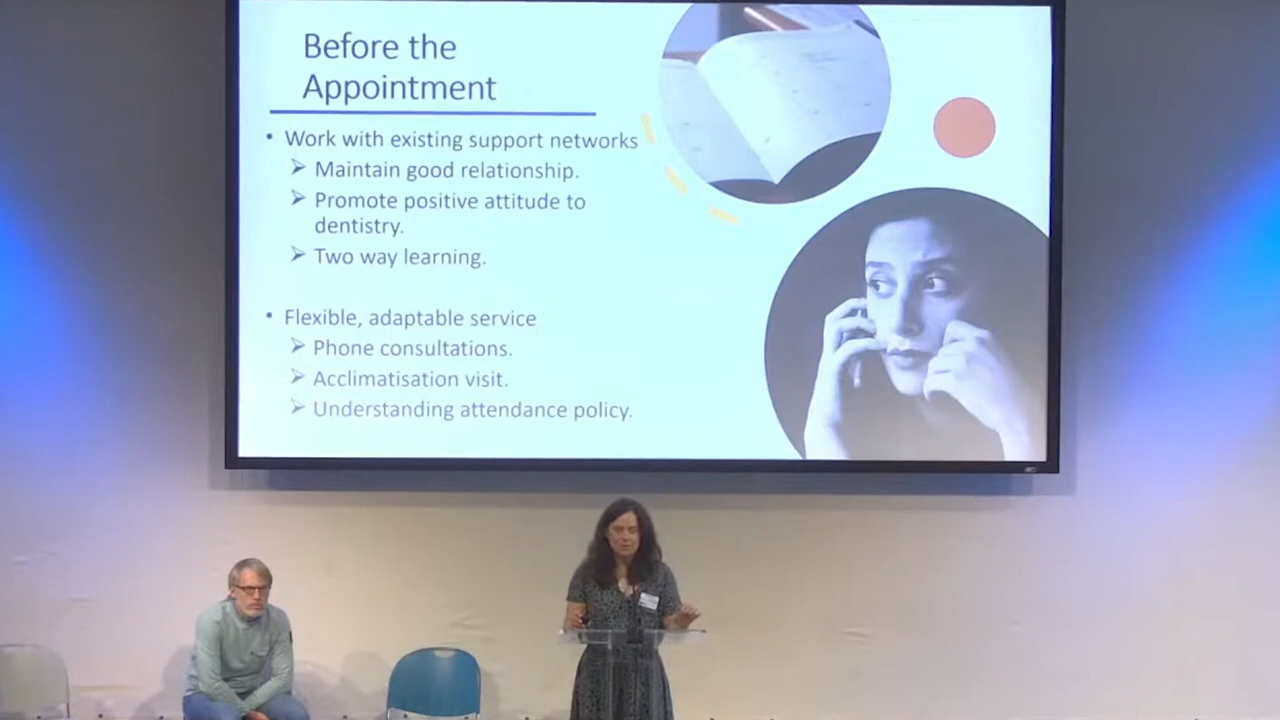 Before the
Appointment
• Work with existing support networks
➢ Maintain good relationship.
➢ Promote positive attitude to
dentistry.
➢ Two way learning.
• Flexible, adaptable service
➢ Phone consultations.
➢ Acclimatisation visit.
➢ Understanding attendance policy.